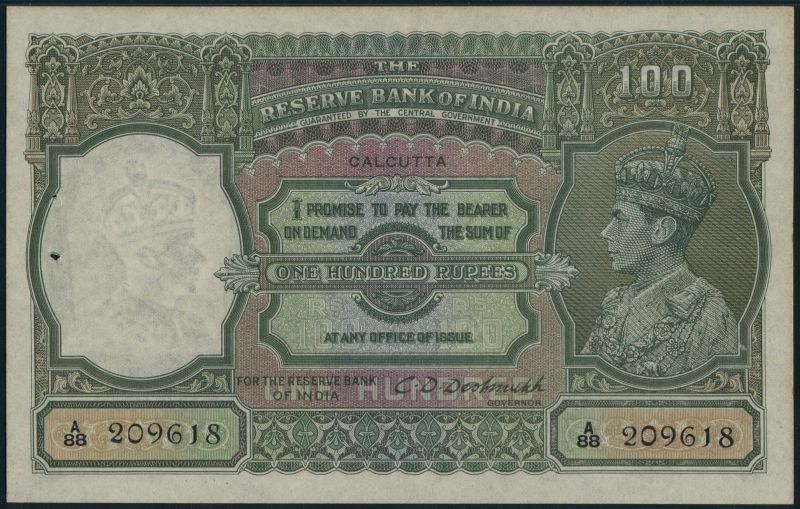 THE
RESERVE BANK OF INDIA
GUARANTEED BY THE CENTRAL GOVERNMENT
100
CALCUTTA
I PROMISE TO PAY THE BEARER
ON DEMAND THE SUM OF
ONE HUNDRED RUPEES
AT ANY OFFICE OF ISSUE
FOR THE RESERVE BANK
OF INDIA
C. D. Deshmukh
GOVERNOR
A/88 209618
A/88 209618